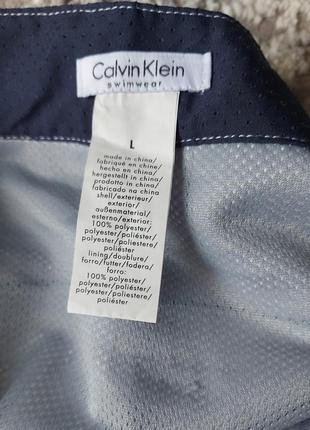 Calvin Klein
swimwear
L
made in china/
fabriqué en chine/
hecho en china/
hergestellt in china/
prodotto in china/
fabricado na china
shell/exterieur/
exterior/
außenmaterial/
esterno/exterior:
100% polyester/
polyester/poliéster/
polyester/poliestere/
poliéster
lining/doublure/
forro/futter/fodera/
forro:
100% polyester/
polyester/poliéster/
polyester/poliestere/
poliéster